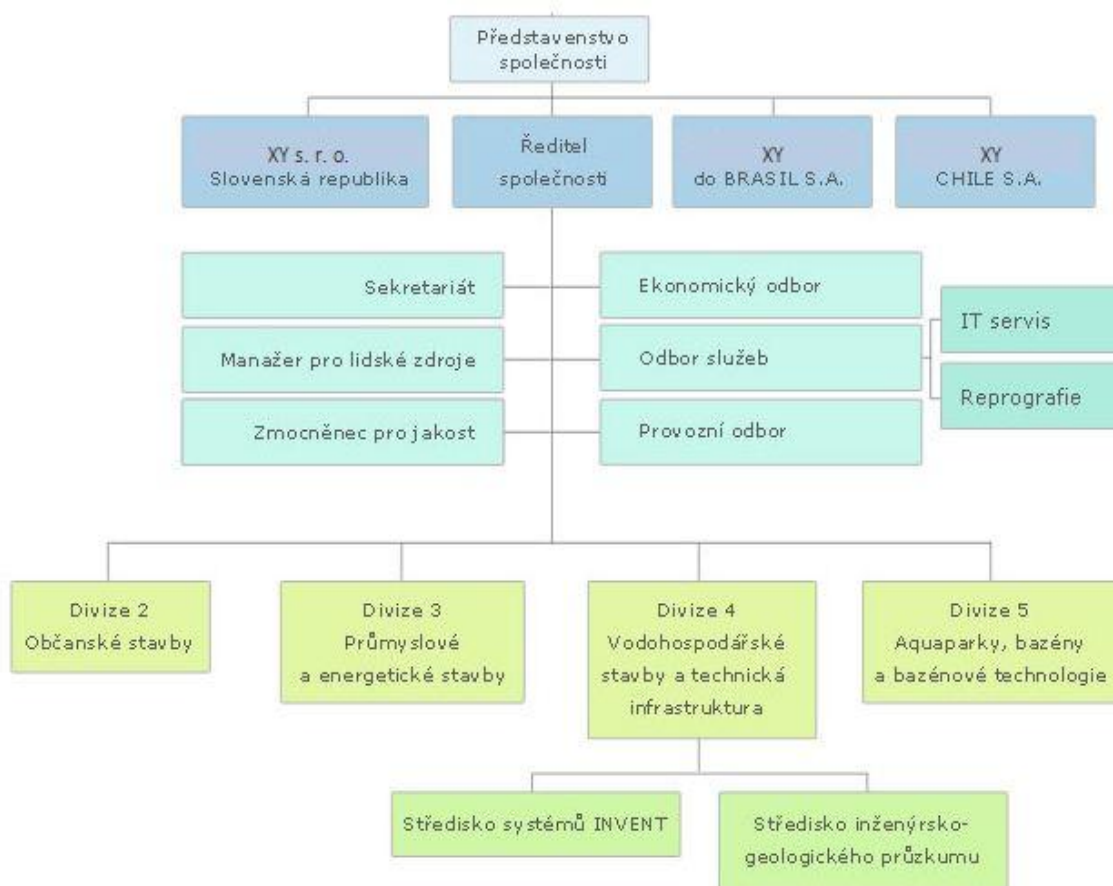 Představenstvo
společnosti
XY s. r. o.
Slovenská republika
Ředitel
společnosti
XY
do BRASIL S.A.
XY
CHILE S.A.
Sekretariát
Ekonomický odbor
IT servis
Manažer pro lidské zdroje
Odbor služeb
Reprografie
Zmocněnec pro jakost
Provozní odbor
Divize 2
Občanské stavby
Divize 3
Průmyslové
a energetické stavby
Divize 4
Vodohospodářské
stavby a technická
infrastruktura
Divize 5
Aquaparky, bazény
a bazénové technologie
Středisko systémů INVENT
Středisko inženýrsko-
geologického průzkumu